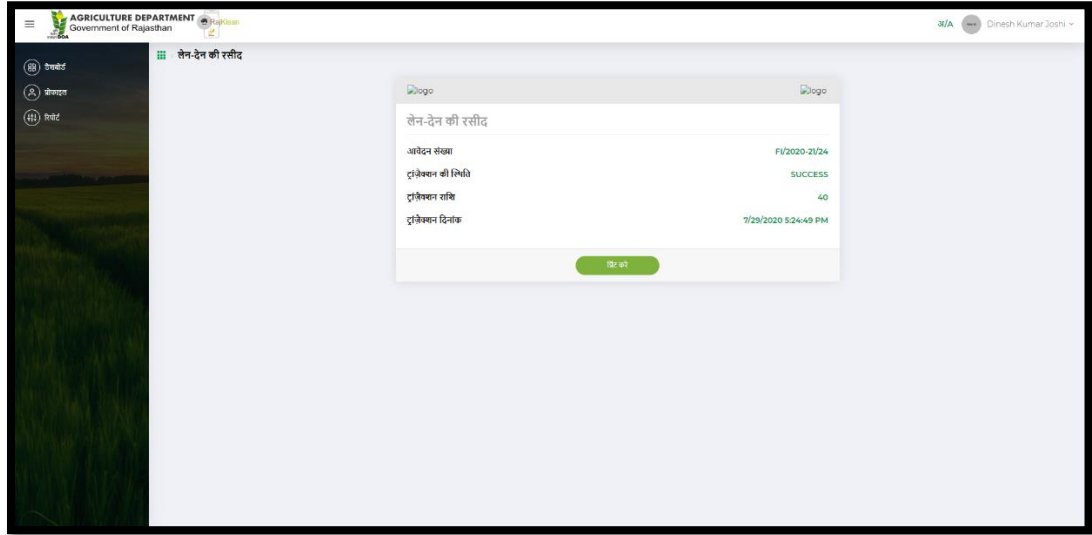 AGRICULTURE DEPARTMENT
Government of Rajasthan
RajKisan
अ/A
Dinesh Kumar Joshi
लेन-देन की रसीद
डैशबोर्ड
प्रोफाइल
रिपोर्ट
logo
logo
लेन-देन की रसीद
आवेदन संख्या FI/2020-21/24
ट्रांज़ेक्शन की स्थिति SUCCESS
ट्रांज़ैक्शन राशि 40
ट्रांज़ैक्शन दिनांक 7/29/2020 5:24:49 PM
प्रिंट करे